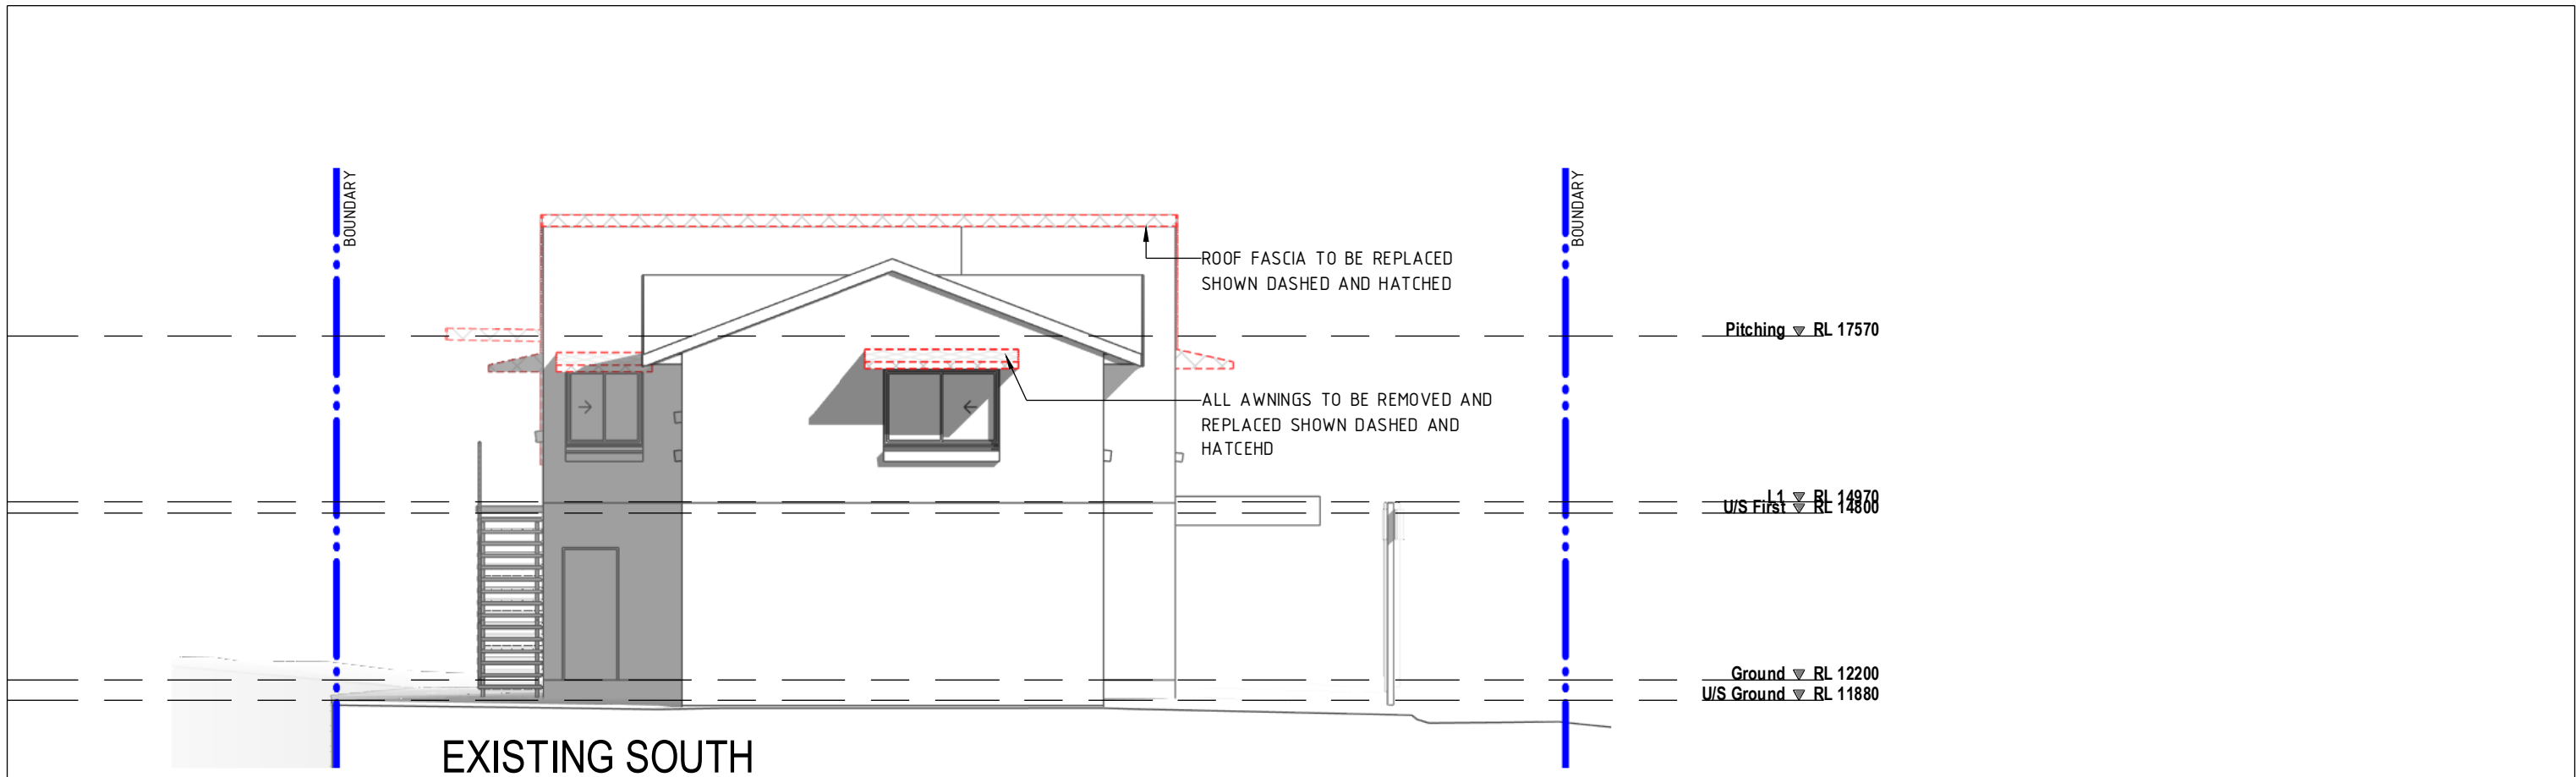 BOUNDARY
BOUNDARY
ROOF FASCIA TO BE REPLACED
SHOWN DASHED AND HATCHED
Pitching RL 17570
ALL AWNINGS TO BE REMOVED AND
REPLACED SHOWN DASHED AND
HATCEHD
L1 RL 14970
U/S First RL 14800
Ground RL 12200
U/S Ground RL 11880
EXISTING SOUTH